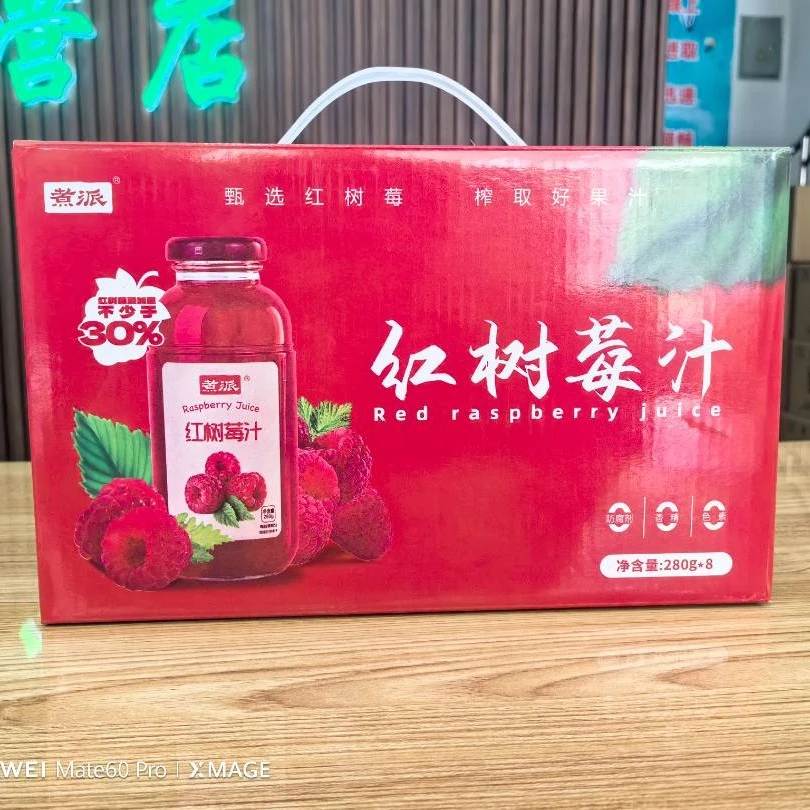 营店
煮派®
甄选红树莓 榨取好果汁
不少于
30%
煮派®
Raspberry Juice
红树莓汁
红树莓汁
Red raspberry juice
0 防腐剂
0 香精
0 色素
净含量:280g*8
WEI Mate60 Pro | XMAGE